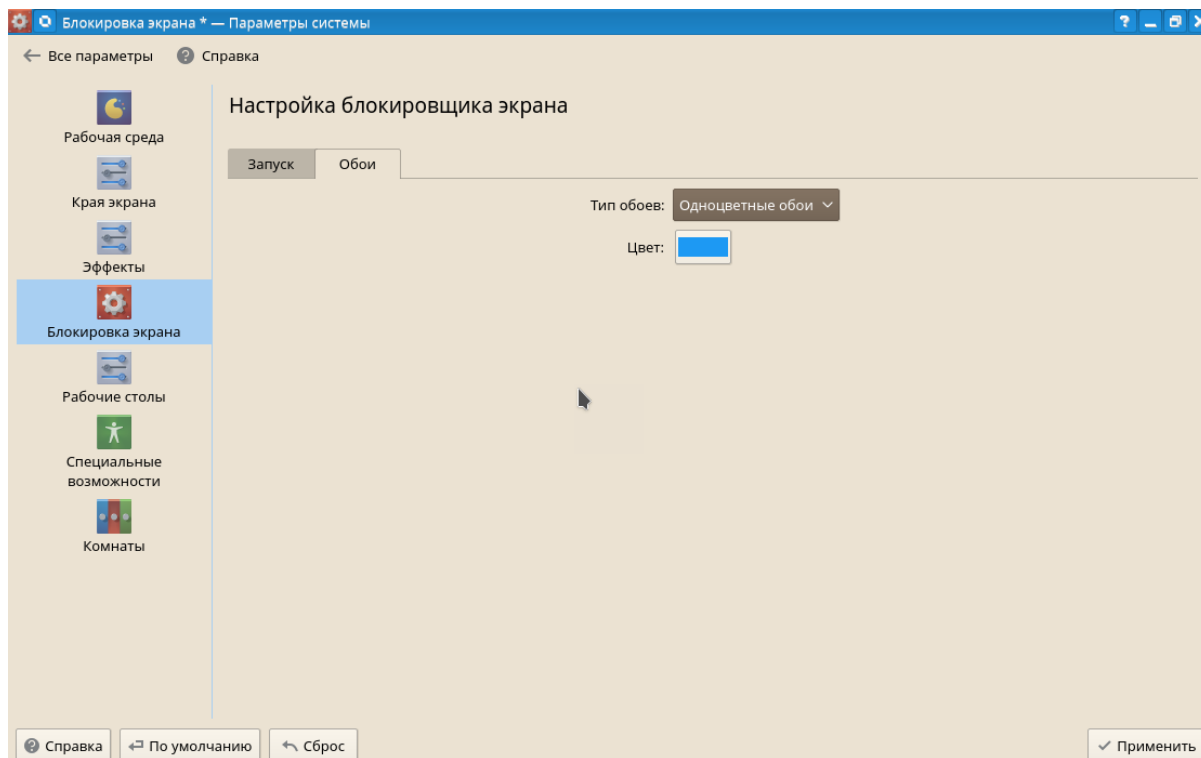 Блокировка экрана * — Параметры системы
Все параметры Справка
Рабочая среда
Края экрана
Эффекты
Блокировка экрана
Рабочие столы
Специальные
возможности
Комнаты
Настройка блокировщика экрана
Запуск Обои
Тип обоев: Одноцветные обои
Цвет:
Справка По умолчанию Сброс Применить